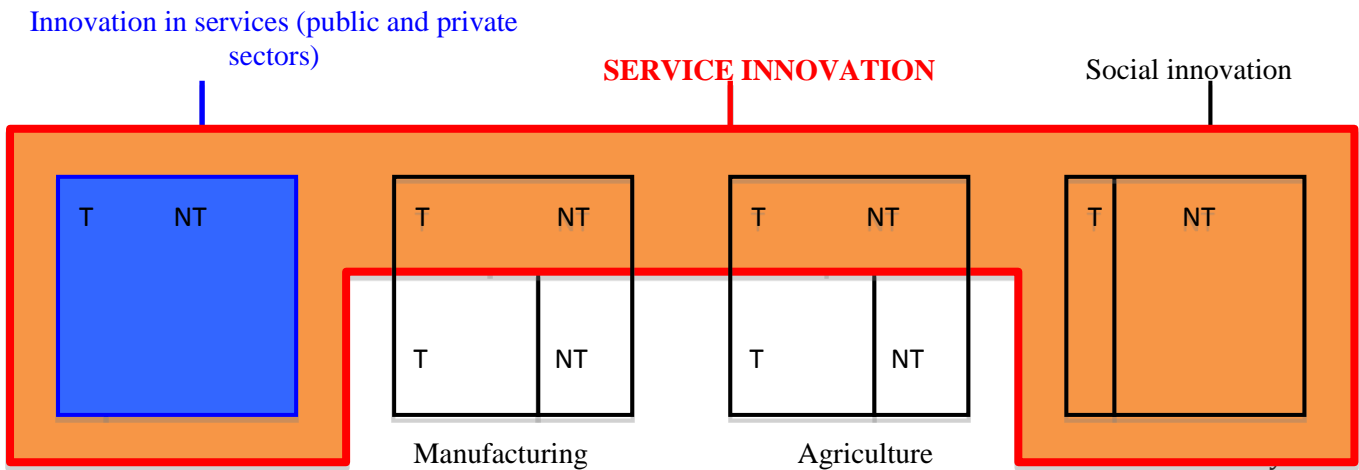 Innovation in services (public and private
sectors)
SERVICE INNOVATION
Social innovation
T NT
T NT
T NT
T NT
T NT
T NT
Manufacturing
Agriculture